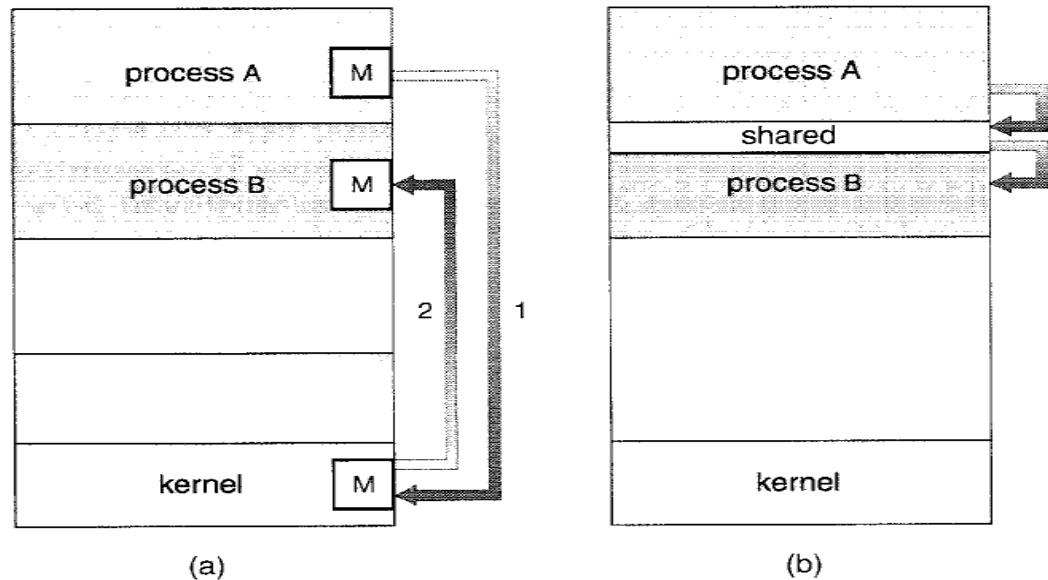 process A
M
process B
M
2
1
kernel
M
(a)
process A
shared
process B
kernel
(b)